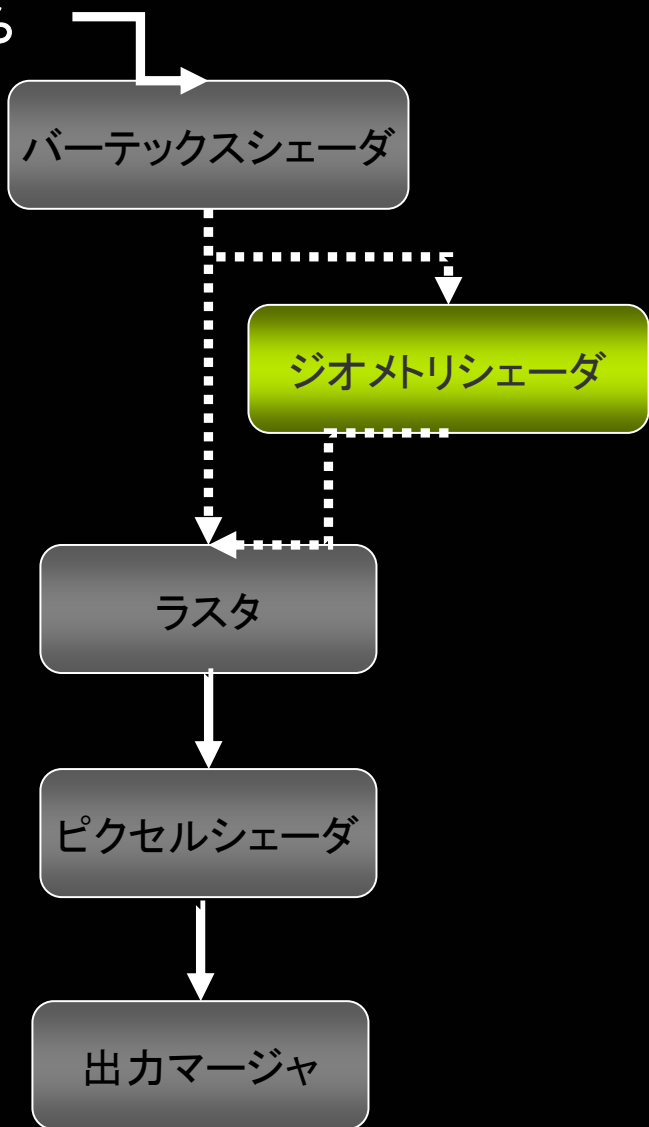 バーテックスシェーダ
ジオメトリシェーダ
ラスタ
ピクセルシェーダ
出力マージャ